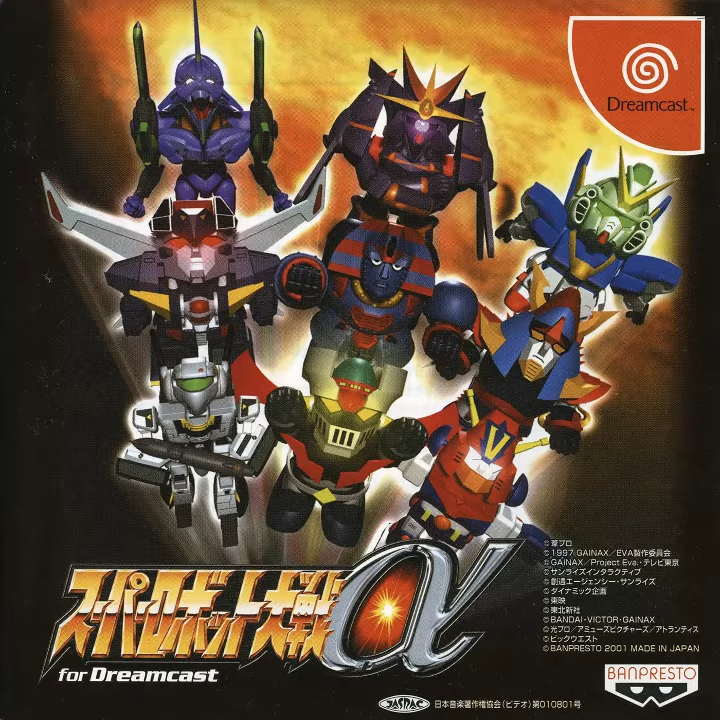 Dreamcast™
スーパーロボット大戦α
for Dreamcast
©葦プロ
©1997 GAINAX/EVA製作委員会
©GAINAX/Project Eva.・テレビ東京
©サンライズインタラクティブ
©創通エージェンシー・サンライズ
©ダイナミック企画
©東映
©東北新社
©BANDAI・VICTOR・GAINAX
©光プロ/アミューズピクチャーズ/アトランティス
©ビックウエスト
©BANPRESTO 2001 MADE IN JAPAN
BANPRESTO
JASRAC 日本音楽著作権協会(ビデオ)第010801号
V